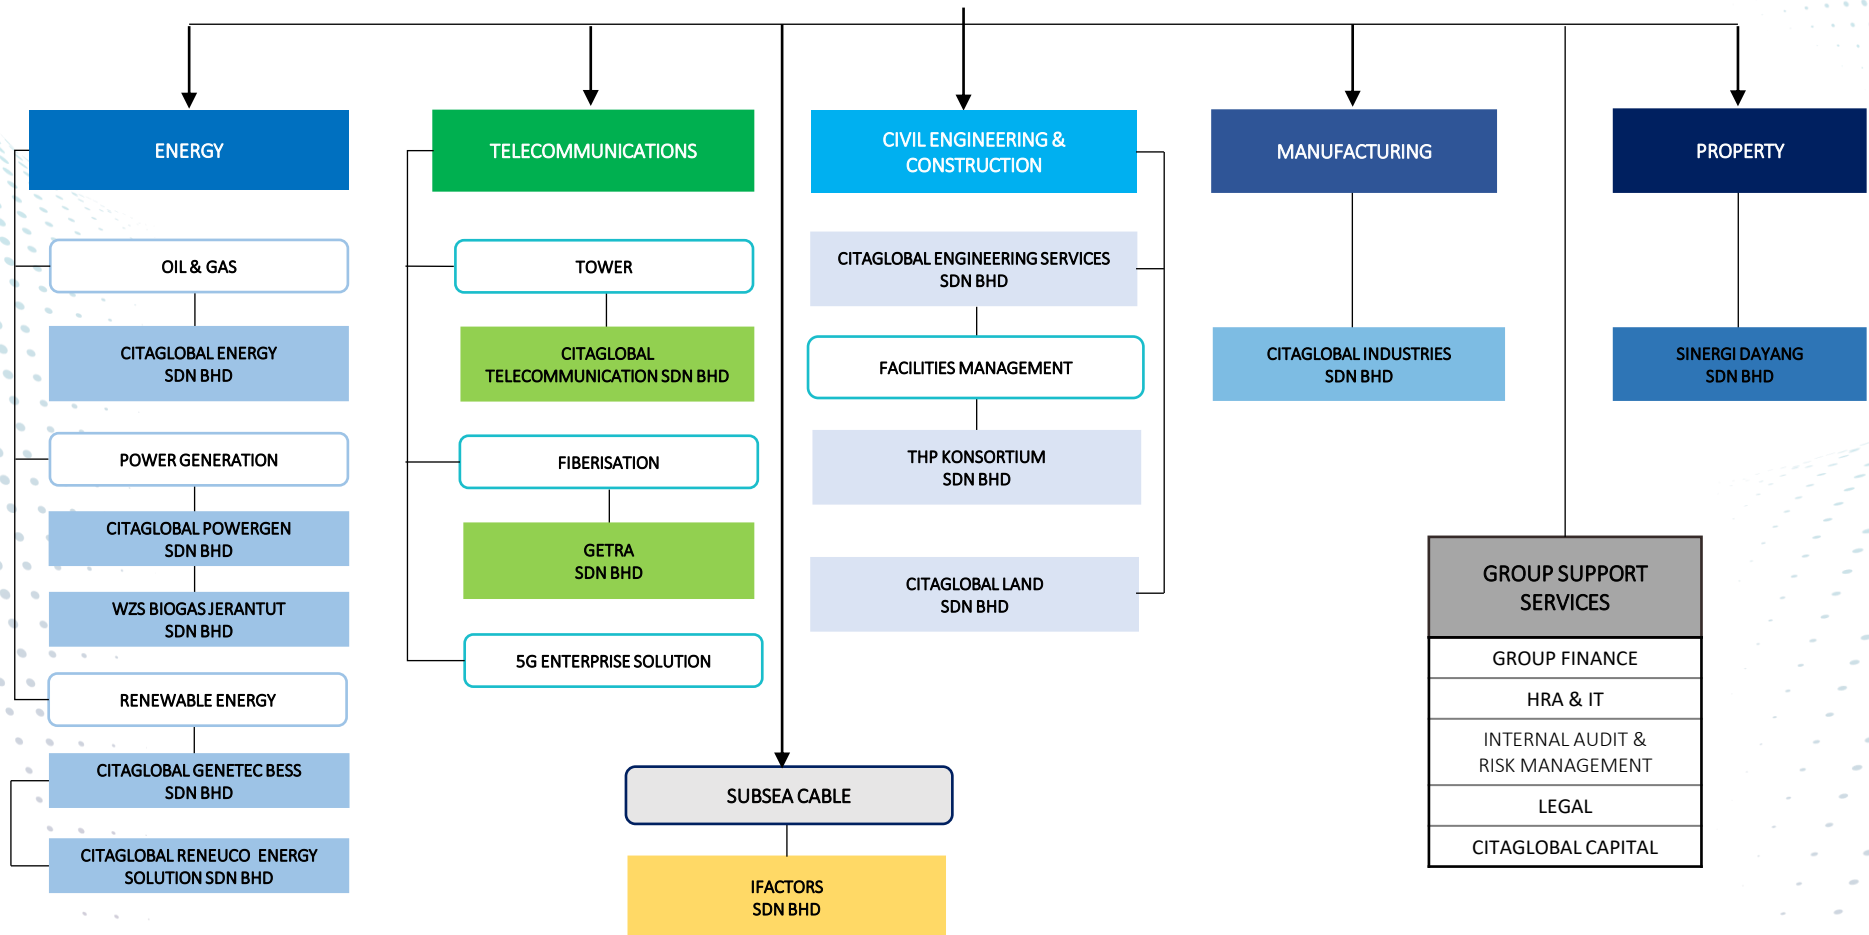 ENERGY
OIL & GAS
CITAGLOBAL ENERGY
SDN BHD
POWER GENERATION
CITAGLOBAL POWERGEN
SDN BHD
WZS BIOGAS JERANTUT
SDN BHD
RENEWABLE ENERGY
CITAGLOBAL GENETEC BESS
SDN BHD
CITAGLOBAL RENEUCO ENERGY
SOLUTION SDN BHD
TELECOMMUNICATIONS
TOWER
CITAGLOBAL
TELECOMMUNICATION SDN BHD
FIBERISATION
GETRA
SDN BHD
5G ENTERPRISE SOLUTION
SUBSEA CABLE
IFACTORS
SDN BHD
CIVIL ENGINEERING &
CONSTRUCTION
CITAGLOBAL ENGINEERING SERVICES
SDN BHD
FACILITIES MANAGEMENT
THP KONSORTIUM
SDN BHD
CITAGLOBAL LAND
SDN BHD
MANUFACTURING
CITAGLOBAL INDUSTRIES
SDN BHD
PROPERTY
SINERGI DAYANG
SDN BHD
GROUP SUPPORT
SERVICES
GROUP FINANCE
HRA & IT
INTERNAL AUDIT &
RISK MANAGEMENT
LEGAL
CITAGLOBAL CAPITAL